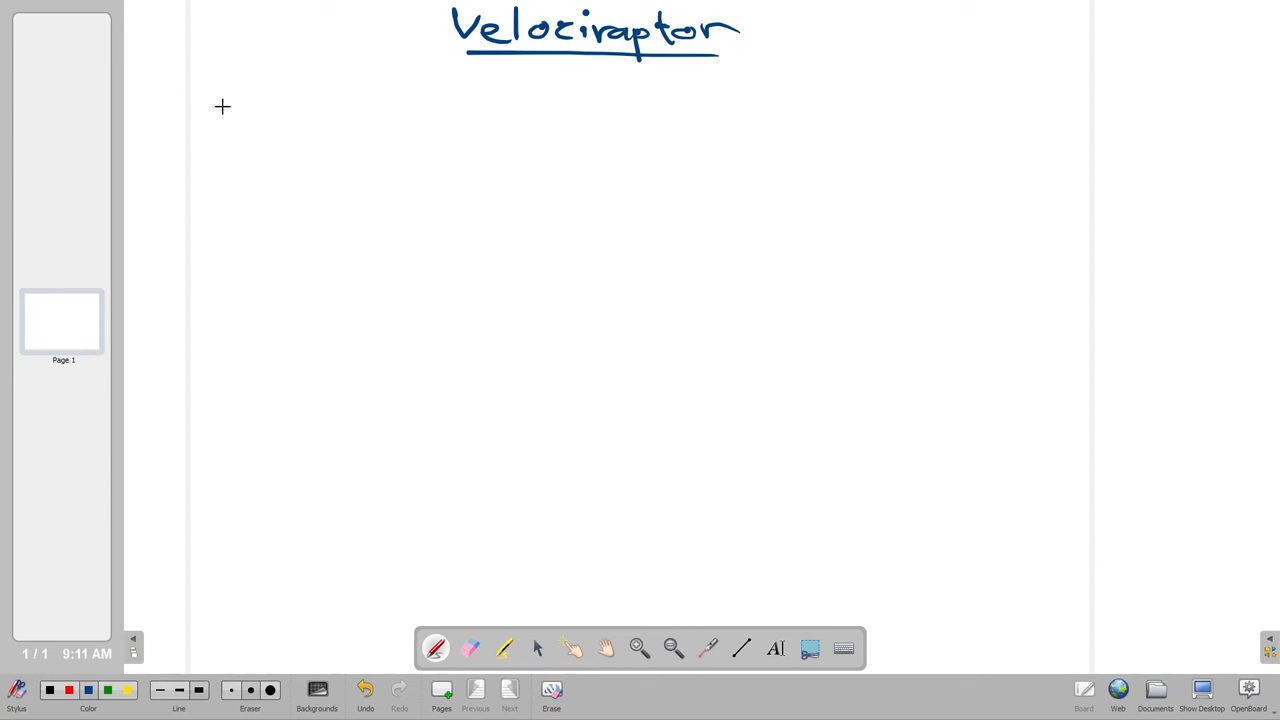 Velociraptor
Page 1
1 / 1 9:11 AM
Stylus Color Line Eraser Backgrounds Undo Redo Pages Previous Next Erase Board Web Documents Show Desktop OpenBoard